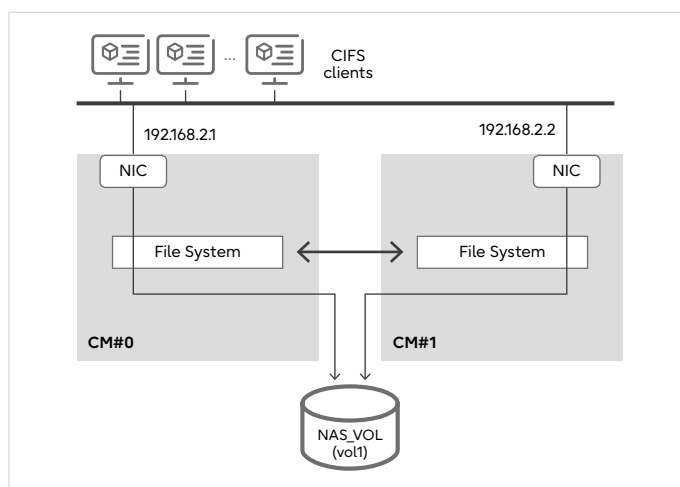 ...
CIFS
clients
192.168.2.1
192.168.2.2
NIC
NIC
File System
File System
CM#0
CM#1
NAS_VOL
(vol1)